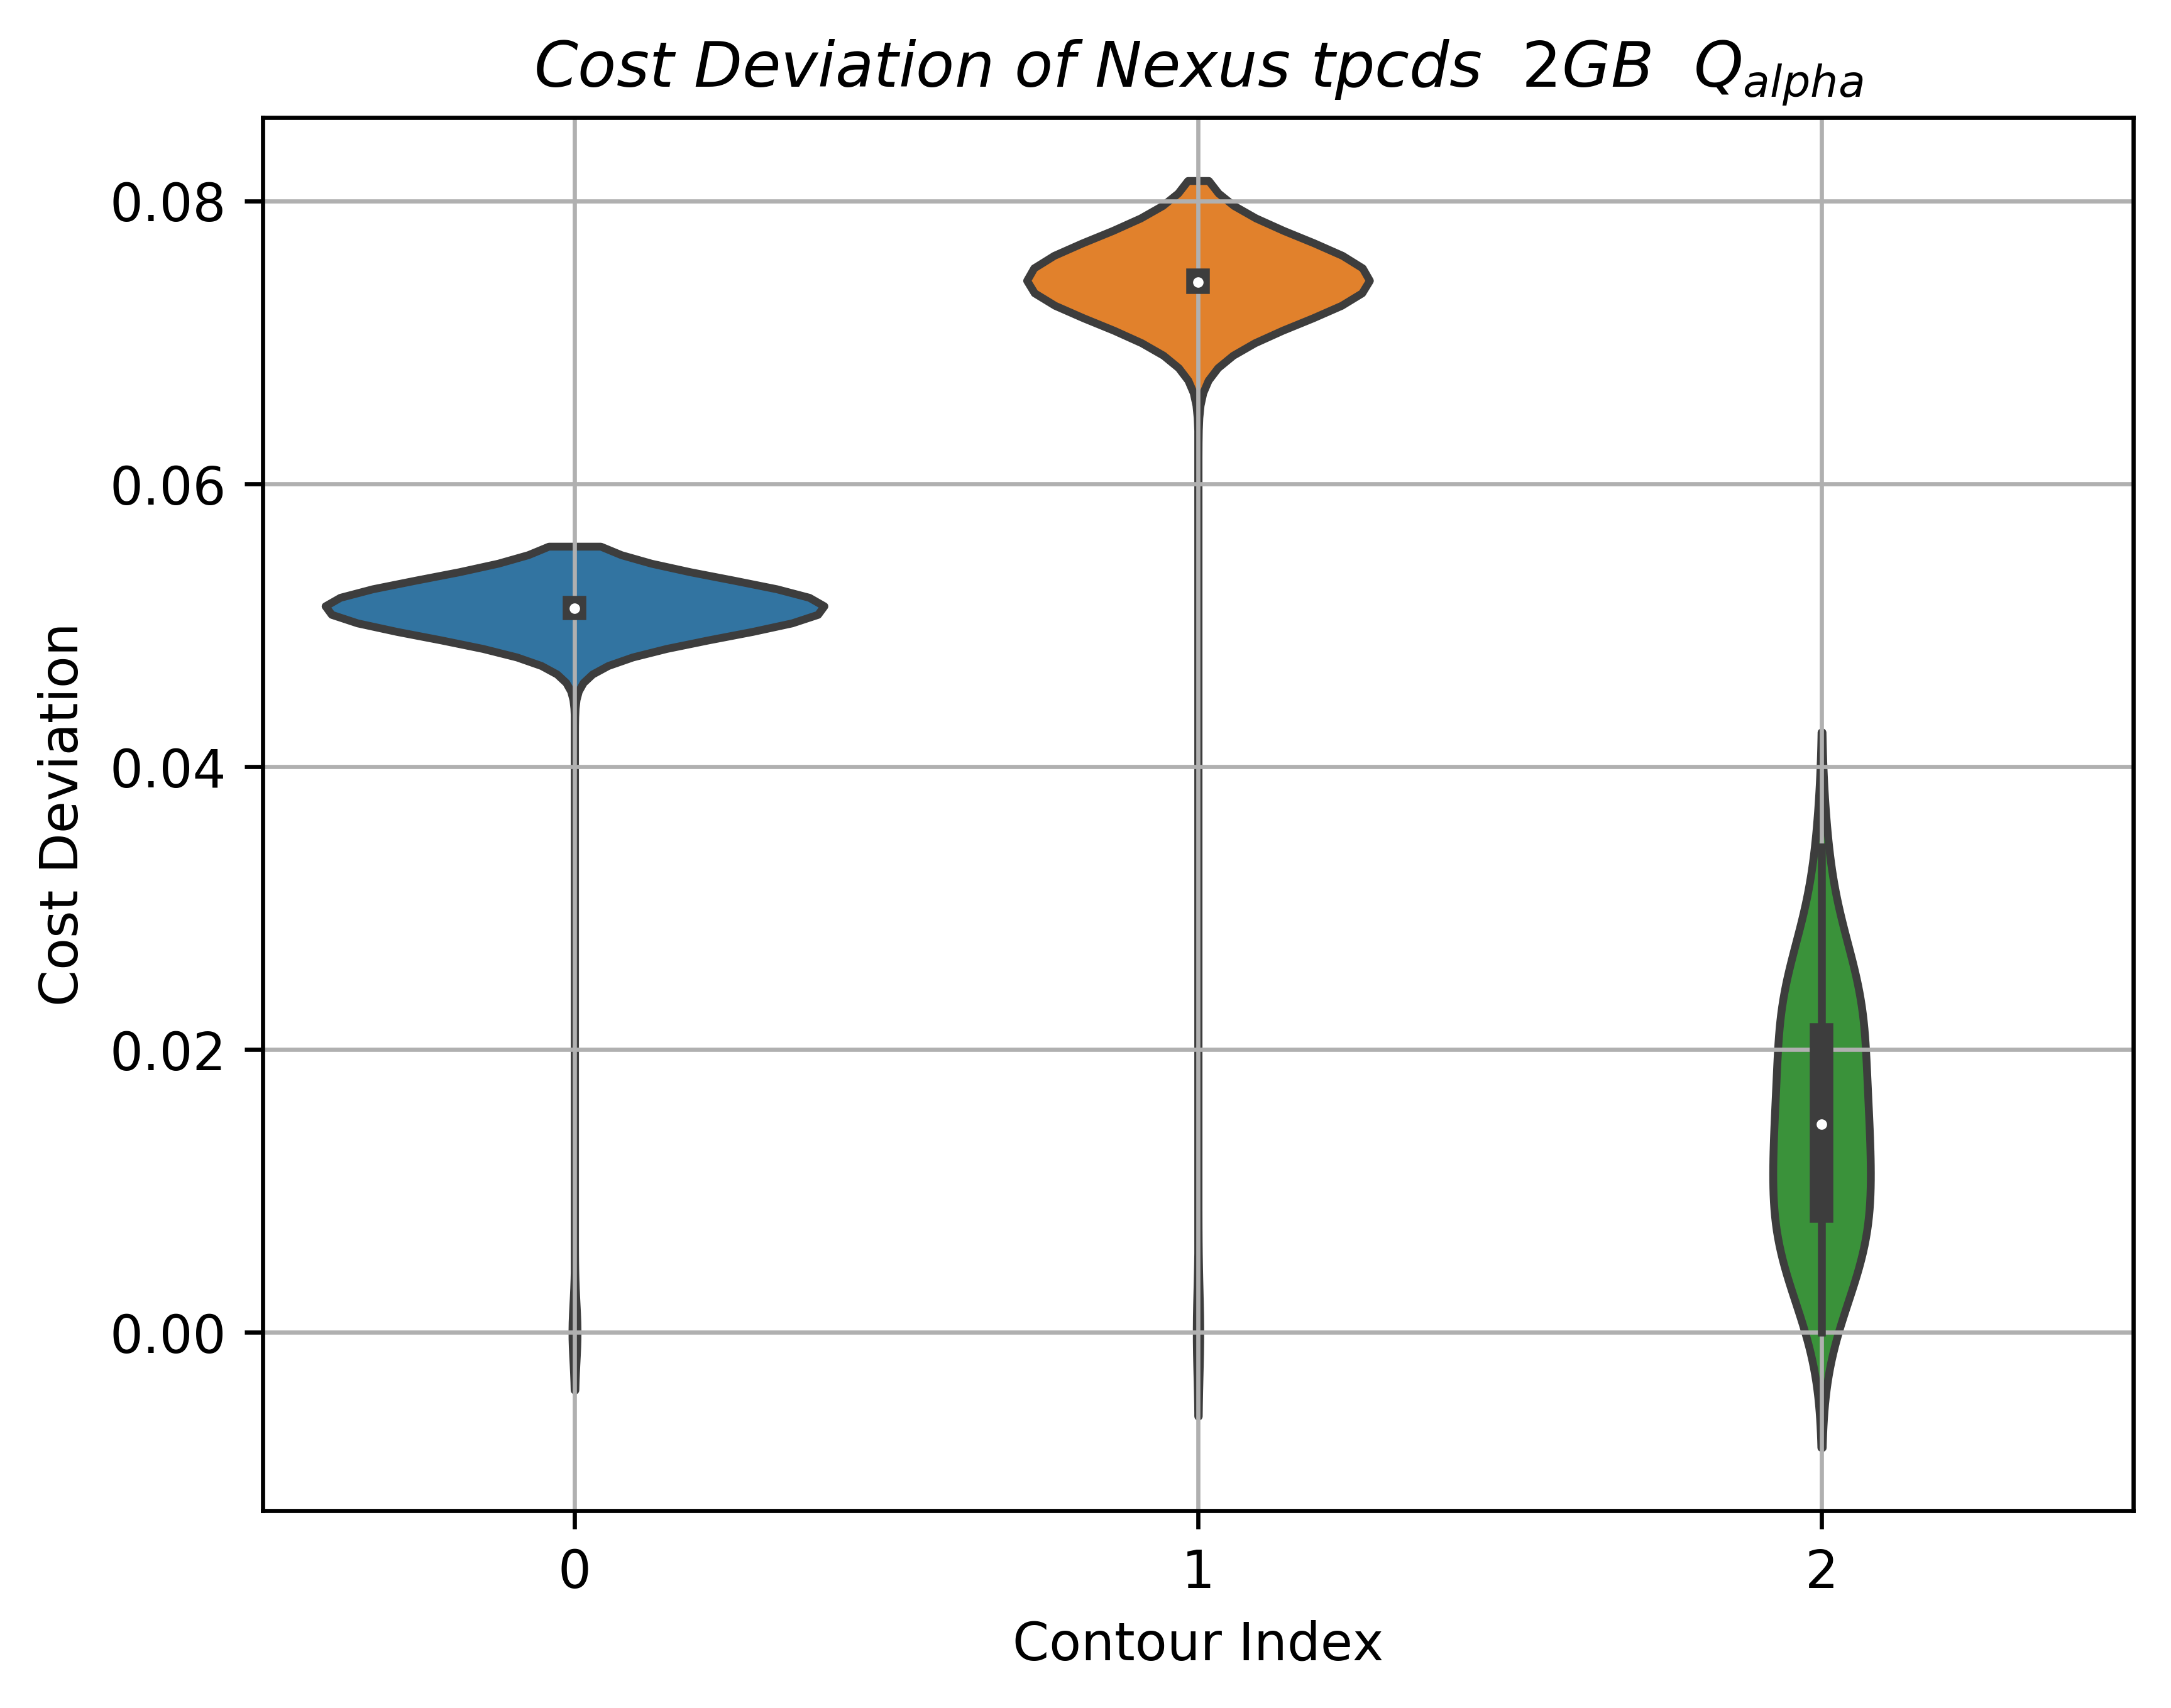 Cost Deviation of Nexus tpcds 2GB Q_alpha
0.08
0.06
0.04
0.02
0.00
Cost Deviation
0 1 2
Contour Index